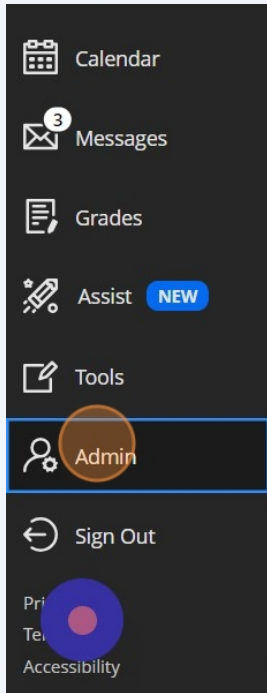 Calendar
3
Messages
Grades
Assist NEW
Tools
Admin
Sign Out
Accessibility